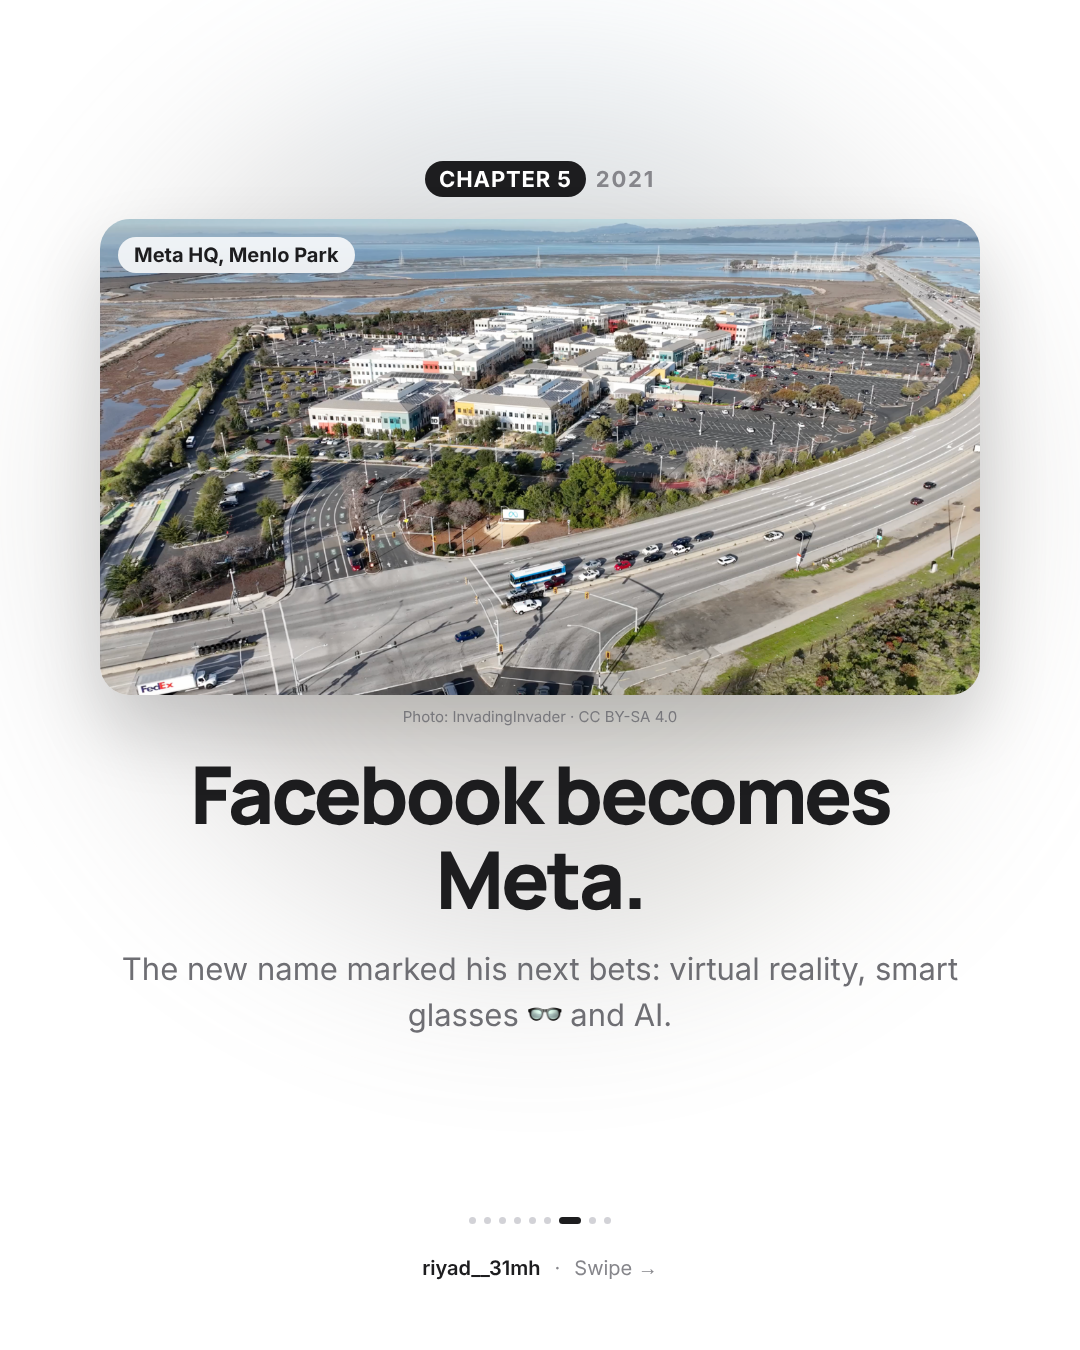 CHAPTER 5 2021
Meta HQ, Menlo Park
FedEx
Photo: InvadingInvader · CC BY-SA 4.0
Facebook becomes
Meta.
The new name marked his next bets: virtual reality, smart
glasses 👓 and AI.
riyad__31mh · Swipe →